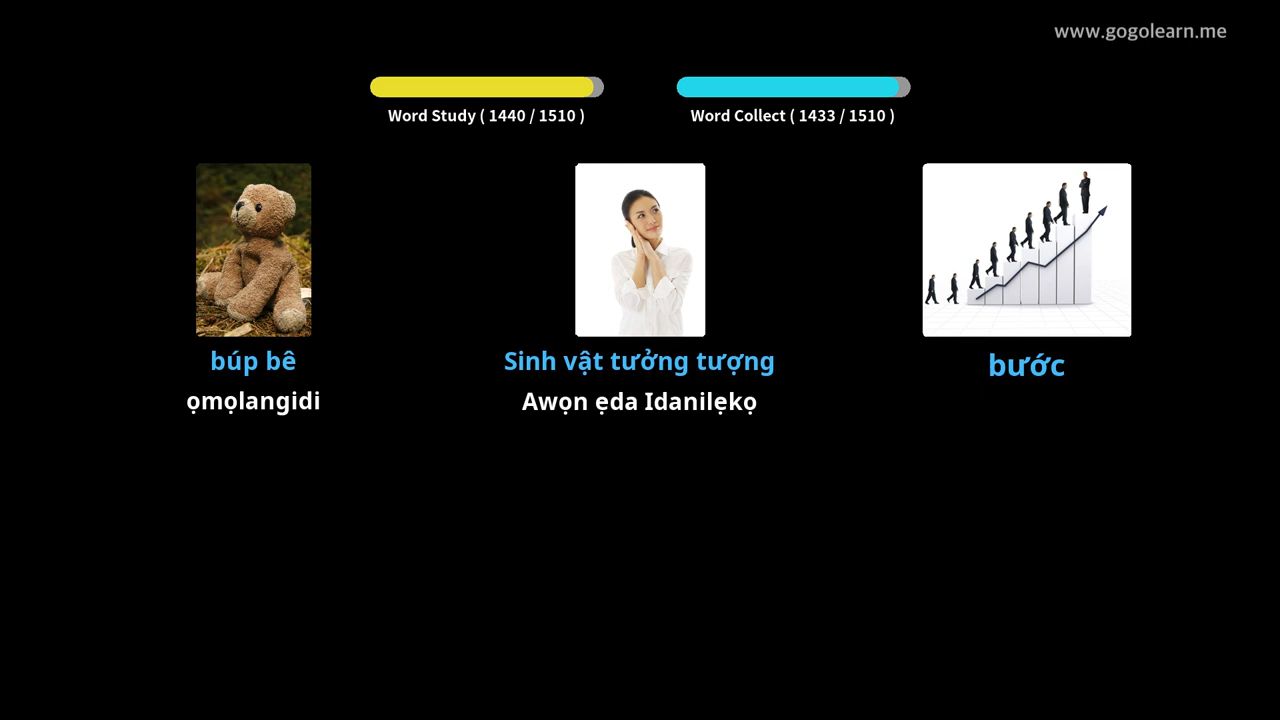 www.gogolearn.me
Word Study ( 1440 / 1510 )
Word Collect ( 1433 / 1510 )
búp bê
Sinh vật tưởng tượng
bước
ọmọlangidi
Awọn ẹda Idanilẹkọ